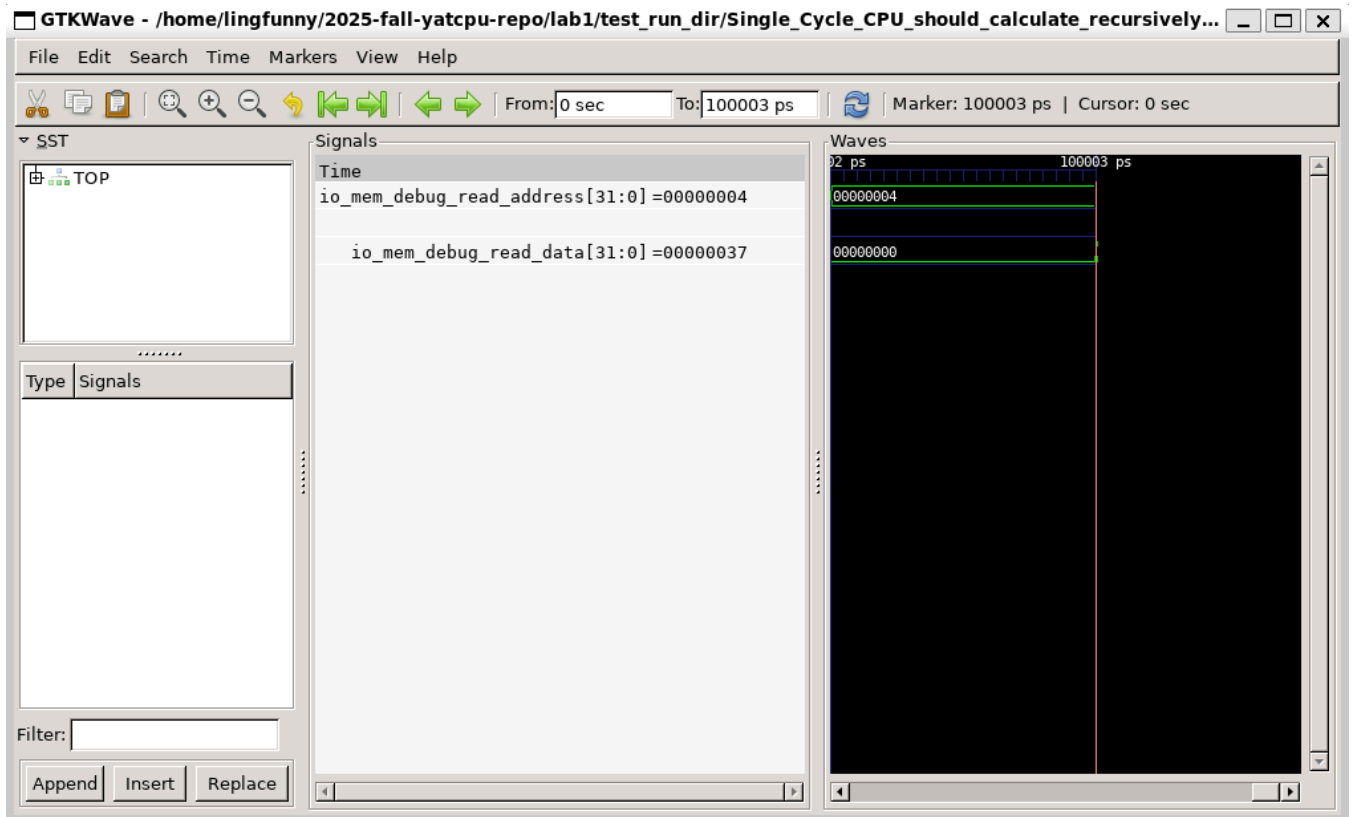 GTKWave - /home/lingfunny/2025-fall-yatcpu-repo/lab1/test_run_dir/Single_Cycle_CPU_should_calculate_recursively...
File Edit Search Time Markers View Help
From: 0 sec To: 100003 ps Marker: 100003 ps | Cursor: 0 sec
SST
TOP
Type Signals
Filter:
Append Insert Replace
Signals
Time
io_mem_debug_read_address[31:0] =00000004
io_mem_debug_read_data[31:0] =00000037
Waves
02 ps 100003 ps
00000004
00000000